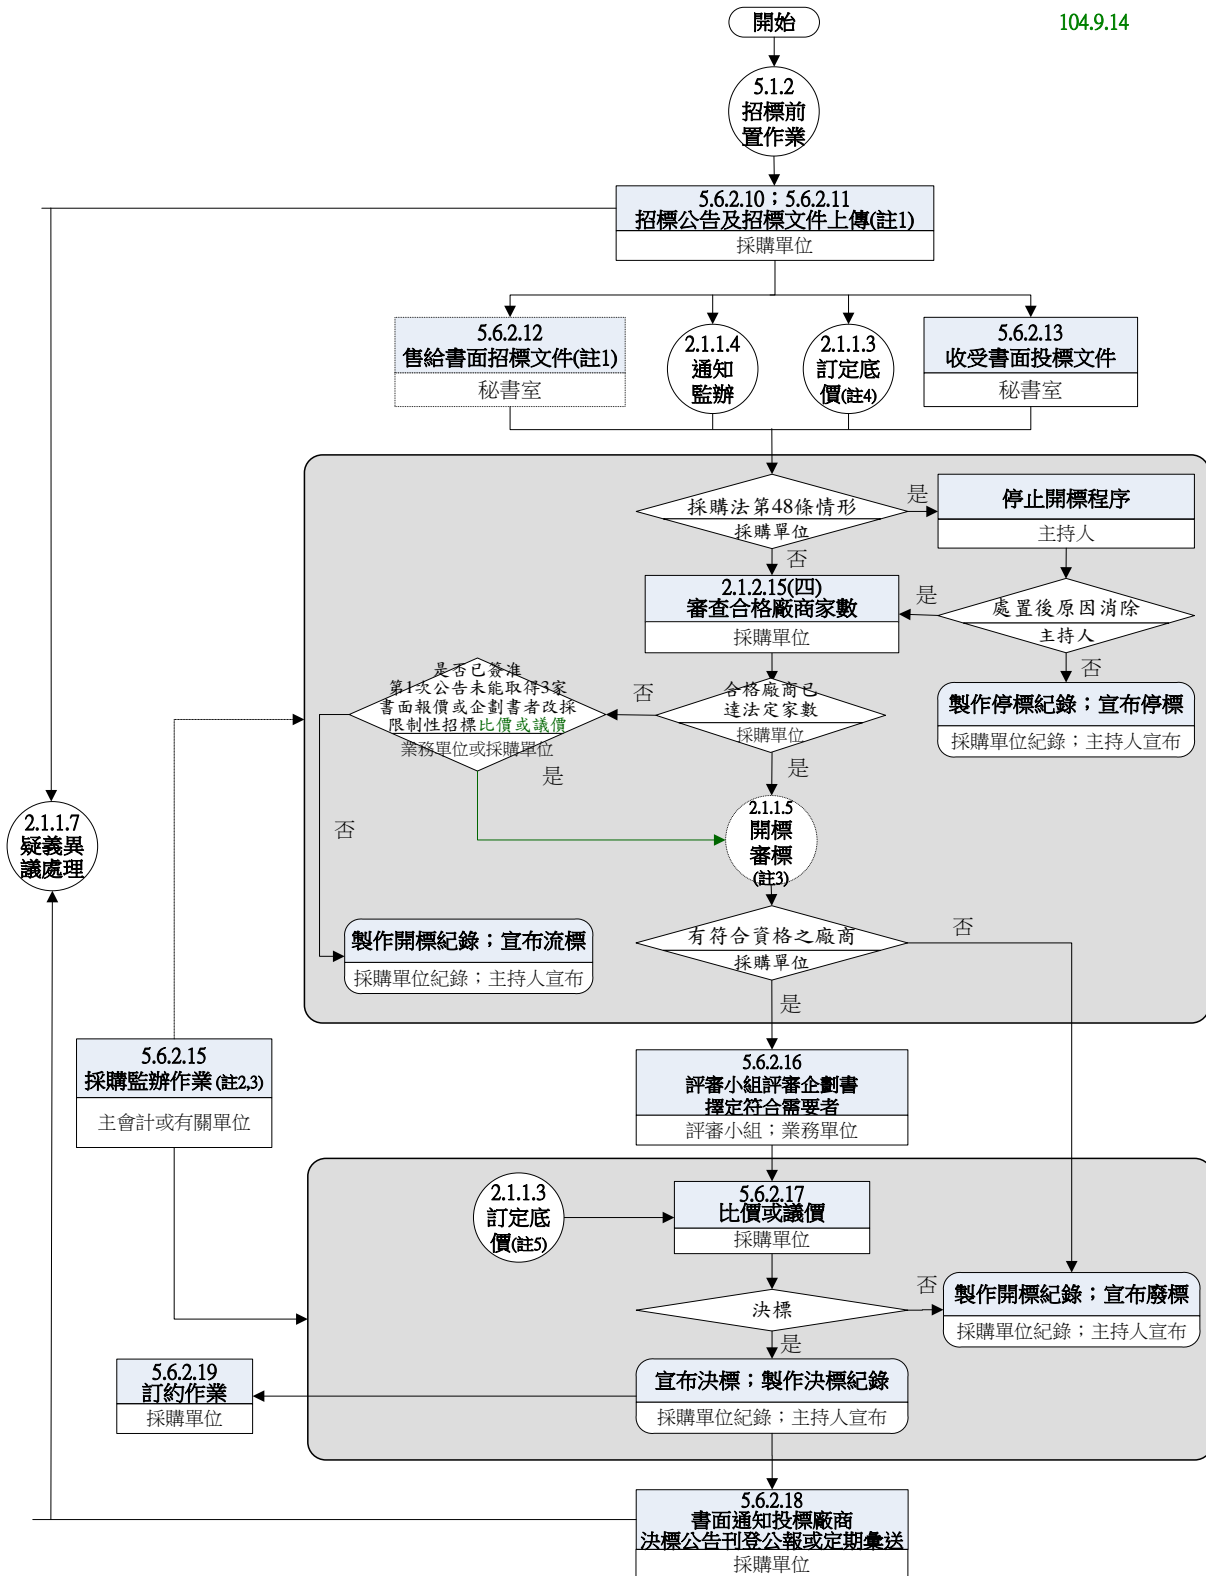 開始
104.9.14
5.1.2
招標前
置作業
5.6.2.10；5.6.2.11
招標公告及招標文件上傳(註1)
採購單位
5.6.2.12
售給書面招標文件(註1)
秘書室
2.1.1.4
通知
監辦
2.1.1.3
訂定底
價(註4)
5.6.2.13
收受書面投標文件
秘書室
採購法第48條情形
採購單位
是
否
停止開標程序
主持人
2.1.2.15(四)
審查合格廠商家數
採購單位
是
處置後原因消除
主持人
否
製作停標紀錄；宣布停標
採購單位紀錄；主持人宣布
是否已簽准
第1次公告未能取得3家
書面報價或企劃書者改採
限制性招標比價或議價
業務單位或採購單位
否
合格廠商已
達法定家數
採購單位
是
是
否
2.1.1.5
開標
審標
(註3)
2.1.1.7
疑義異
議處理
製作開標紀錄；宣布流標
採購單位紀錄；主持人宣布
有符合資格之廠商
採購單位
否
是
5.6.2.15
採購監辦作業(註2,3)
主會計或有關單位
5.6.2.16
評審小組評審企劃書
擇定符合需要者
評審小組；業務單位
2.1.1.3
訂定底
價(註5)
5.6.2.17
比價或議價
採購單位
決標
否
是
製作開標紀錄；宣布廢標
採購單位紀錄；主持人宣布
5.6.2.19
訂約作業
採購單位
宣布決標；製作決標紀錄
採購單位紀錄；主持人宣布
5.6.2.18
書面通知投標廠商
決標公告刊登公報或定期彙送
採購單位